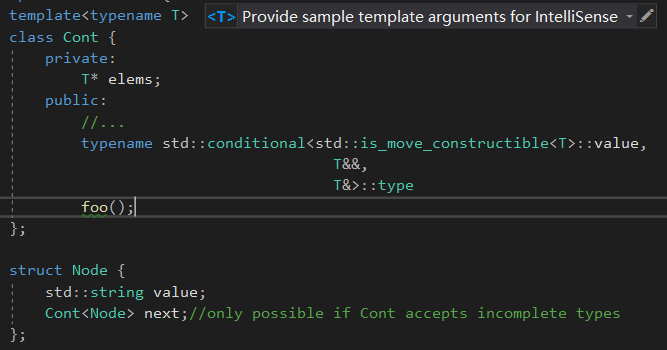 template<typename T> <T> Provide sample template arguments for IntelliSense
class Cont {
    private:
        T* elems;
    public:
        //...
        typename std::conditional<std::is_move_constructible<T>::value,
                                  T&&,
                                  T&>::type
        foo();
};

struct Node {
    std::string value;
    Cont<Node> next;//only possible if Cont accepts incomplete types
};